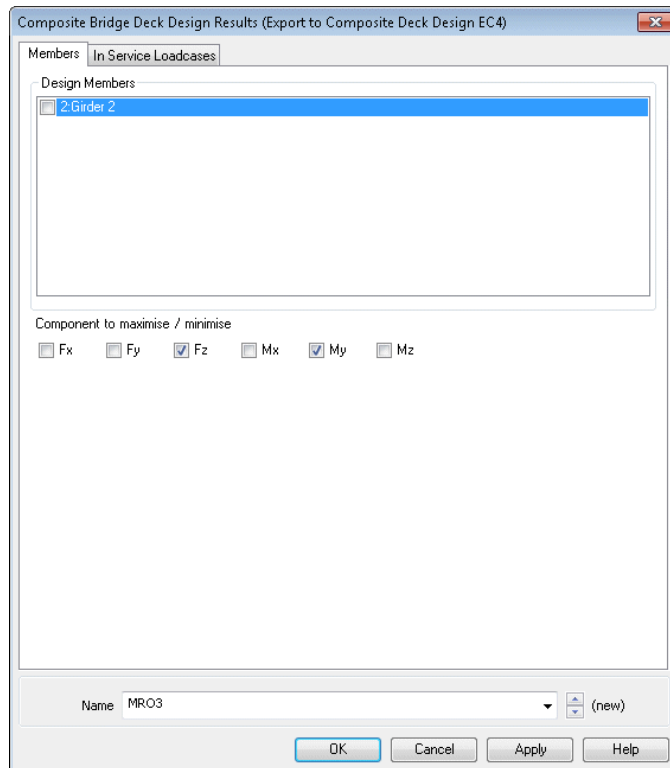 Composite Bridge Deck Design Results (Export to Composite Deck Design EC4)
Members In Service Loadcases
Design Members
2:Girder 2
Component to maximise / minimise
Fx Fy Fz Mx My Mz
Name MRO3 (new)
OK Cancel Apply Help